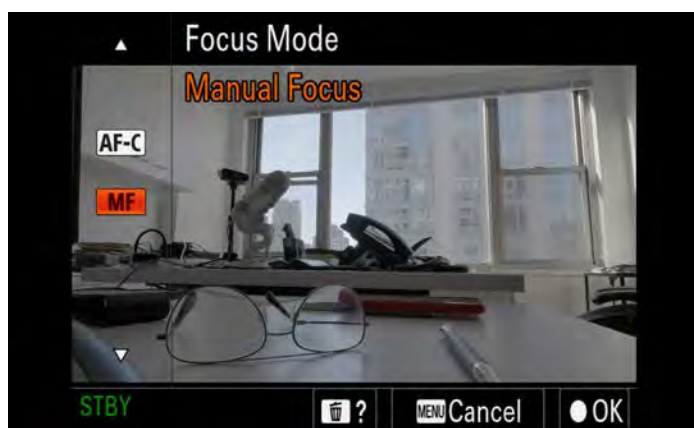 Focus Mode
Manual Focus
AF-C
MF
STBY
?
MENU Cancel
OK